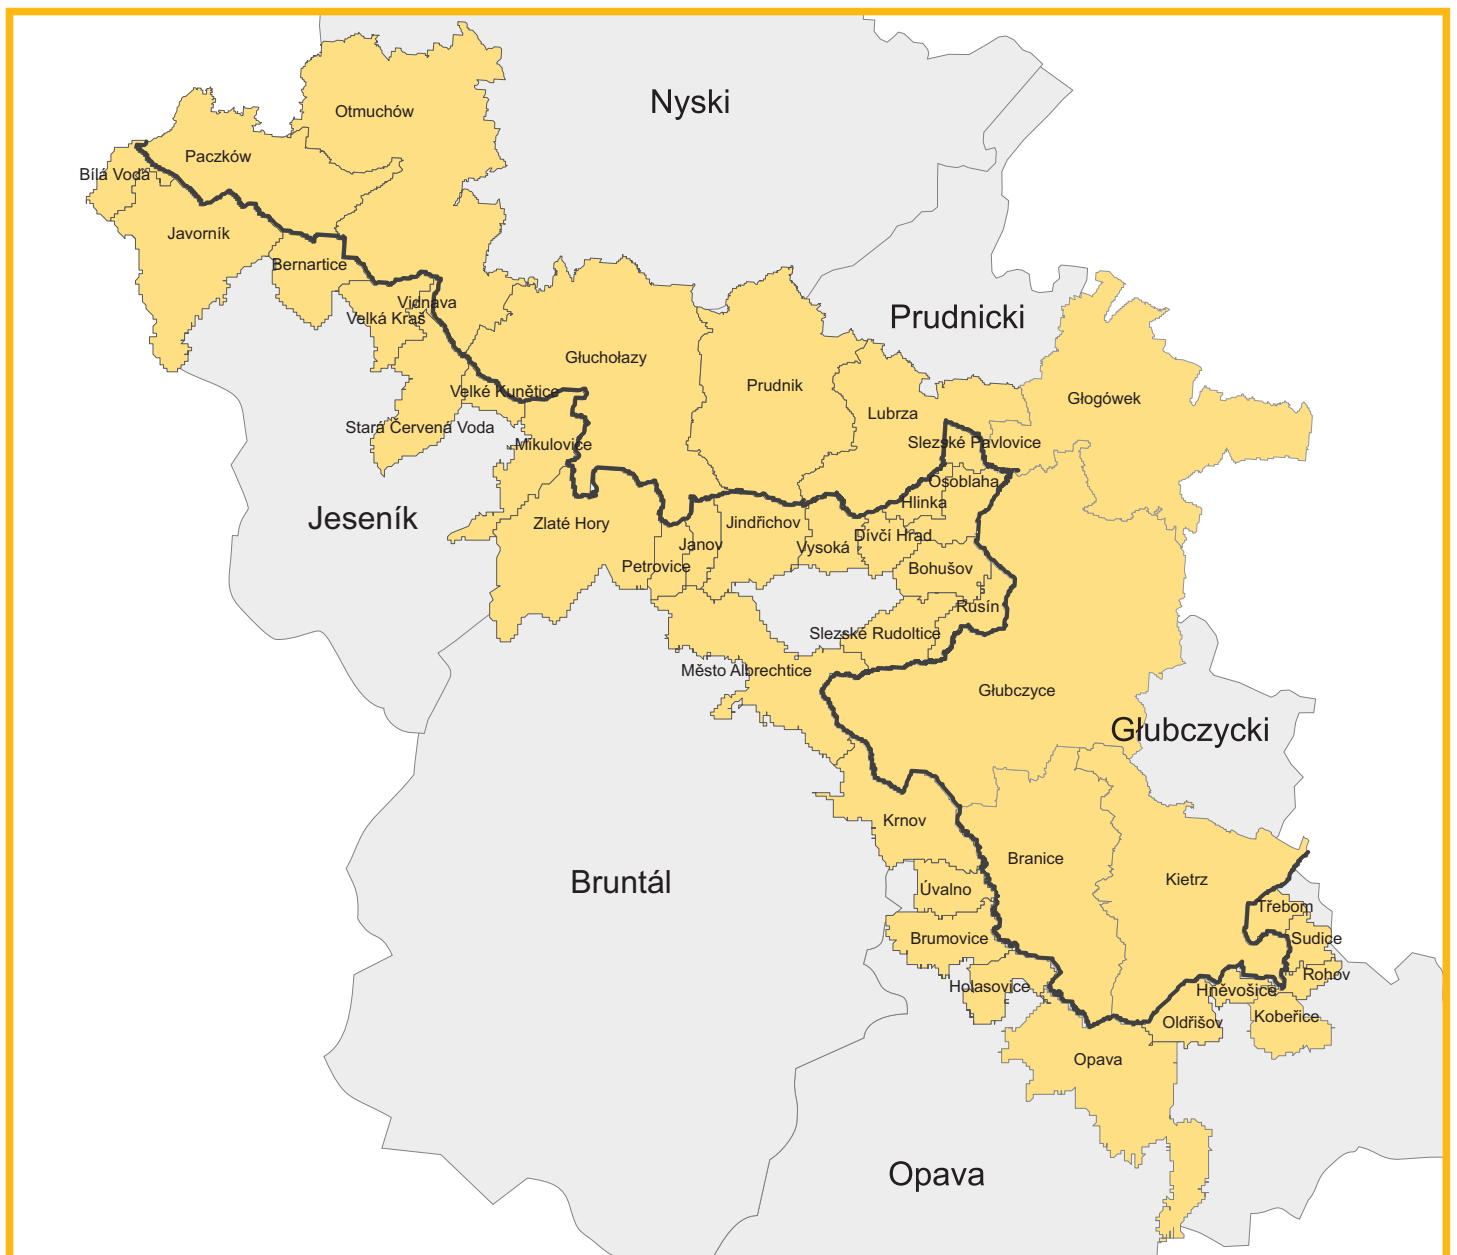 Nyski
Otmuchów
Paczków
Bílá Voda
Javorník
Bernartice
Vidnava
Velká Kraš
Prudnicki
Głuchołazy
Prudnik
Velké Kunětice
Głogówek
Lubrza
Stará Červená Voda
Mikulovice
Slezské Pavlovice
Osoblaha
Hlinka
Jeseník
Zlaté Hory
Jindřichov
Dívčí Hrad
Janov
Vysoká
Petrovice
Bohušov
Rusín
Slezské Rudoltice
Město Albrechtice
Głubczyce
Głubczycki
Krnov
Branice
Bruntál
Kietrz
Úvalno
Třebom
Brumovice
Sudice
Rohov
Holasovice
Hněvošice
Kobeřice
Oldřišov
Opava
Opava